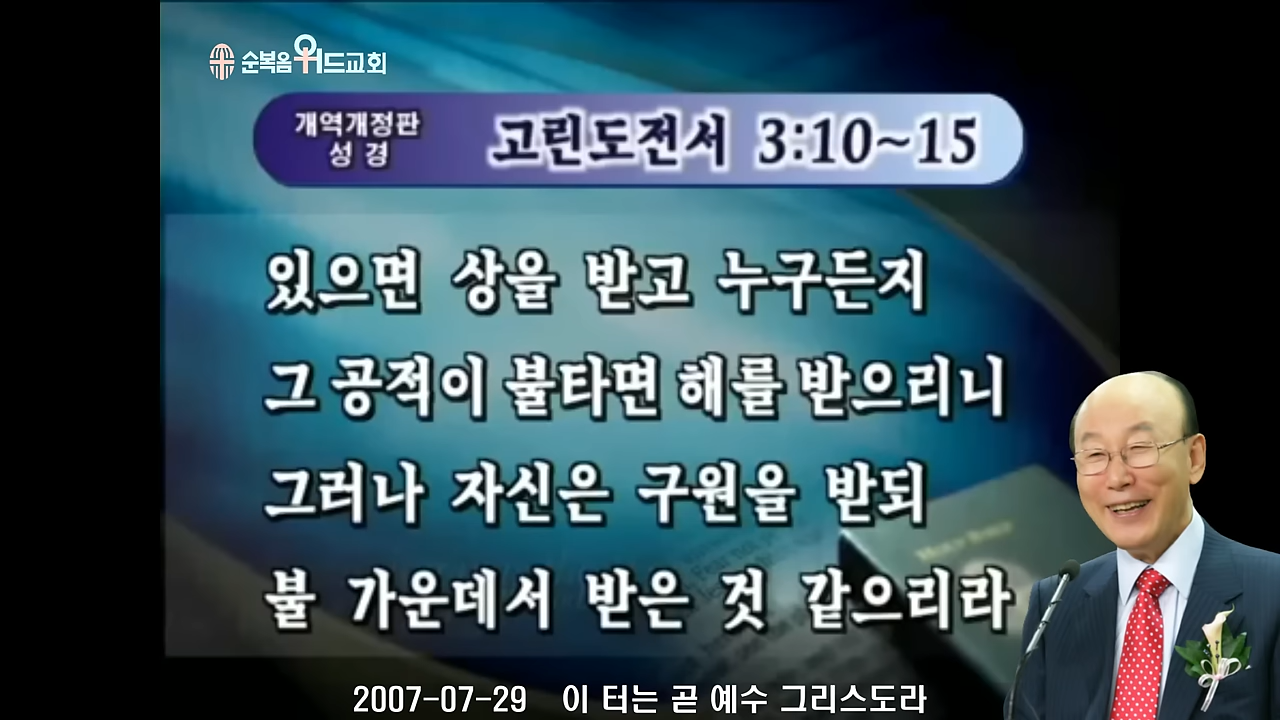 순복음워드교회
개역개정판
성경
고린도전서 3:10~15
있으면 상을 받고 누구든지
그 공적이 불타면 해를 받으리니
그러나 자신은 구원을 받되
불 가운데서 받은 것 같으리라
2007-07-29 이 터는 곧 예수 그리스도라